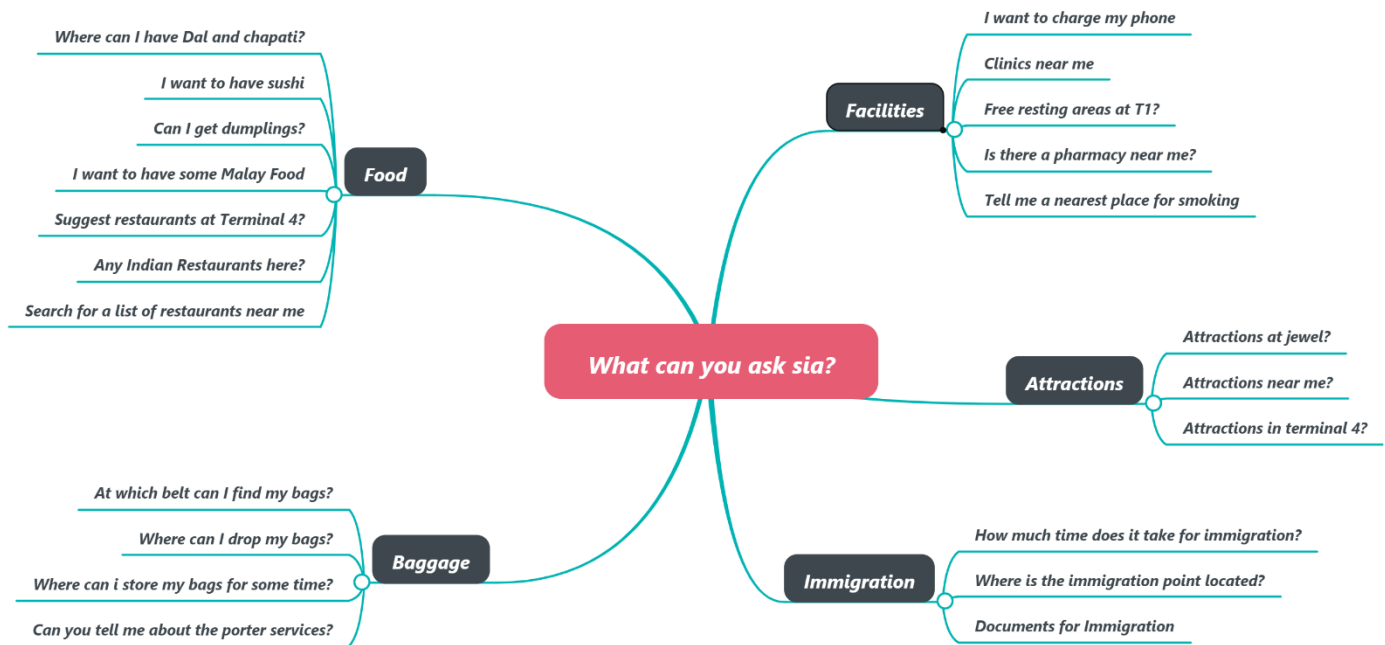 What can you ask sia?
Food
Where can I have Dal and chapati?
I want to have sushi
Can I get dumplings?
I want to have some Malay Food
Suggest restaurants at Terminal 4?
Any Indian Restaurants here?
Search for a list of restaurants near me
Baggage
At which belt can I find my bags?
Where can I drop my bags?
Where can i store my bags for some time?
Can you tell me about the porter services?
Facilities
I want to charge my phone
Clinics near me
Free resting areas at T1?
Is there a pharmacy near me?
Tell me a nearest place for smoking
Attractions
Attractions at jewel?
Attractions near me?
Attractions in terminal 4?
Immigration
How much time does it take for immigration?
Where is the immigration point located?
Documents for Immigration